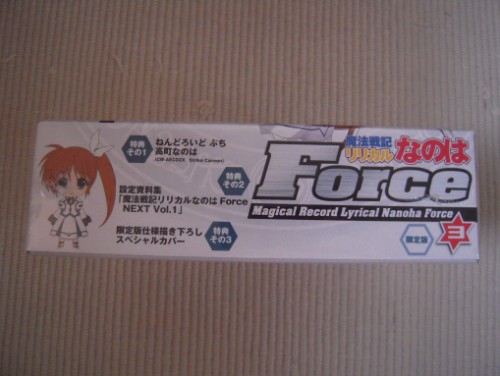 特典
その1
ねんどろいど ぷち
高町なのは
特典
その2
設定資料集
「魔法戦記リリカルなのは Force
NEXT Vol.1」
限定版仕様描き下ろし
スペシャルカバー
特典
その3
魔法戦記
リリカル なのは
Force
Magical Record Lyrical Nanoha Force
限定版
3